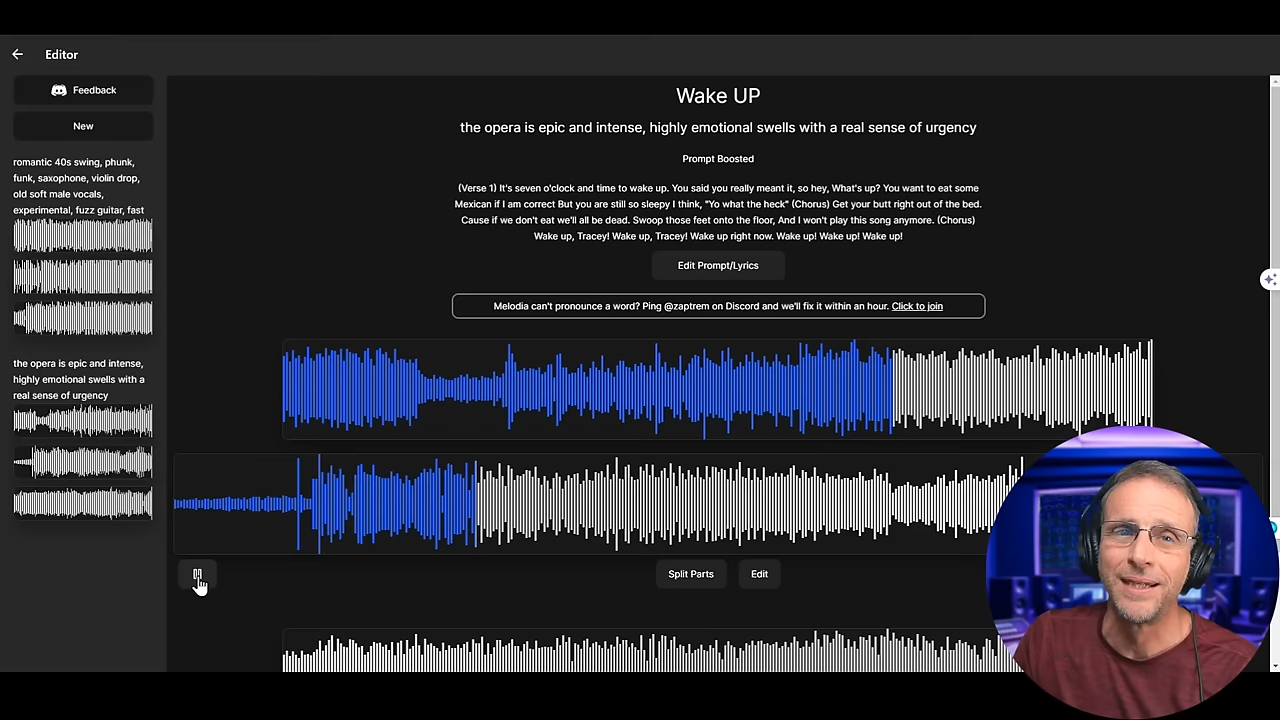 Editor
Feedback
New
romantic 40s swing, phunk,
funk, saxophone, violin drop,
old soft male vocals,
experimental, fuzz guitar, fast
the opera is epic and intense,
highly emotional swells with a
real sense of urgency
Wake UP
the opera is epic and intense, highly emotional swells with a real sense of urgency
Prompt Boosted
(Verse 1) It's seven o'clock and time to wake up. You said you really meant it, so hey, What's up? You want to eat some
Mexican if I am correct But you are still so sleepy I think, "Yo what the heck" (Chorus) Get your butt right out of the bed.
Cause if we don't eat we'll all be dead. Swoop those feet onto the floor, And I won't play this song anymore. (Chorus)
Wake up, Tracey! Wake up, Tracey! Wake up right now. Wake up! Wake up! Wake up!
Edit Prompt/Lyrics
Melodia can't pronounce a word? Ping @zaptrem on Discord and we'll fix it within an hour. Click to join
Split Parts
Edit